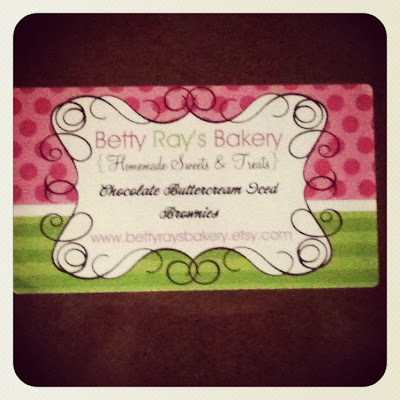 Betty Ray's Bakery
{Homemade Sweets & Treats}
Chocolate Buttercream Iced
Brownies
www.bettyraysbakery.etsy.com